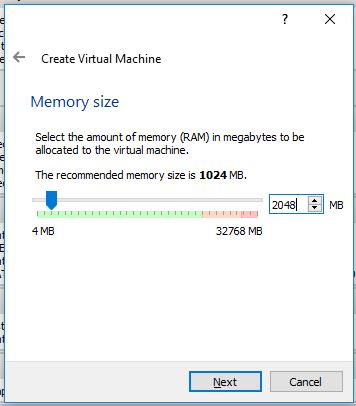 ?
Create Virtual Machine
Memory size
Select the amount of memory (RAM) in megabytes to be
allocated to the virtual machine.
The recommended memory size is 1024 MB.
2048 MB
4 MB 32768 MB
Next Cancel